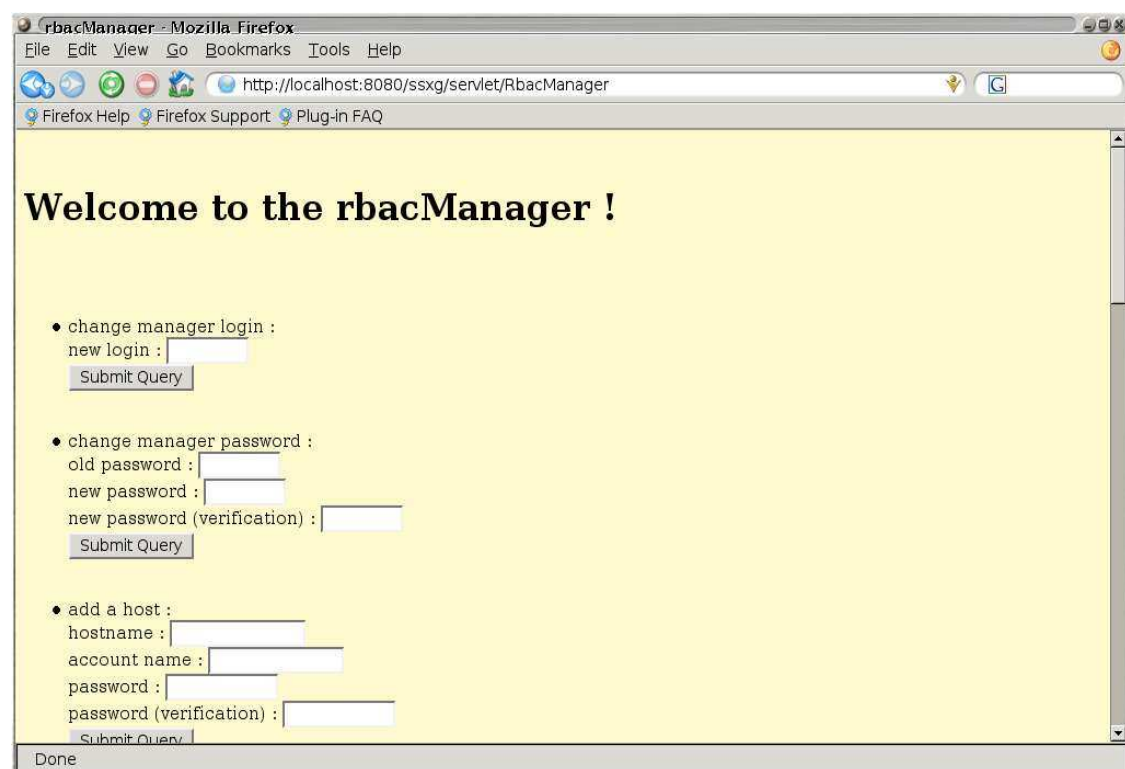 rbacManager - Mozilla Firefox
File Edit View Go Bookmarks Tools Help
http://localhost:8080/ssxg/servlet/RbacManager G
Firefox Help Firefox Support Plug-in FAQ
Welcome to the rbacManager !
• change manager login :
new login :
Submit Query
• change manager password :
old password :
new password :
new password (verification) :
Submit Query
• add a host :
hostname :
account name :
password :
password (verification) :
Submit Query
Done